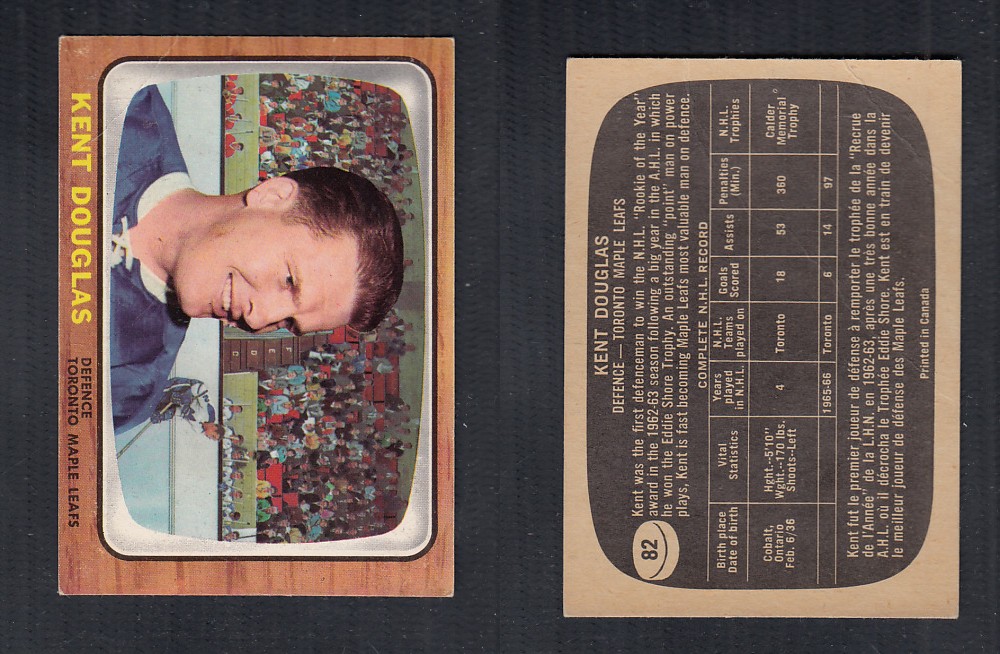 KENT DOUGLAS
DEFENCE
TORONTO MAPLE LEAFS
82
KENT DOUGLAS
DEFENCE — TORONTO MAPLE LEAFS
Kent was the first defenceman to win the N.H.L. "Rookie of the Year"
award in the 1962-63 season following a big year in the A.H.L. in which
he won the Eddie Shore Trophy. An outstanding "point" man on power
plays, Kent is fast becoming Maple Leafs most valuable man on defence.
COMPLETE N.H.L. RECORD
Birth place Date of birth | Vital Statistics | Years played in N.H.L. | N.H.L. Teams played on | Goals Scored | Assists | Penalties (Min.) | N.H.L. Trophies
Cobalt, Ontario Feb. 6/36 | Hght.--5'10" Wght--170 lbs. Shoots--Left | 4 | Toronto | 18 | 53 | 360 | Calder Memorial Trophy
1965-66 | Toronto | 6 | 14 | 97
Kent fut le premier joueur de défense à remporter le trophée de la "Recrue
de l'Année" de la L.H.N. en 1962-63, après une très bonne année dans la
A.H.L. où il décrocha le Trophée Eddie Shore. Kent est en train de devenir
le meilleur joueur de défense des Maple Leafs.
Printed in Canada